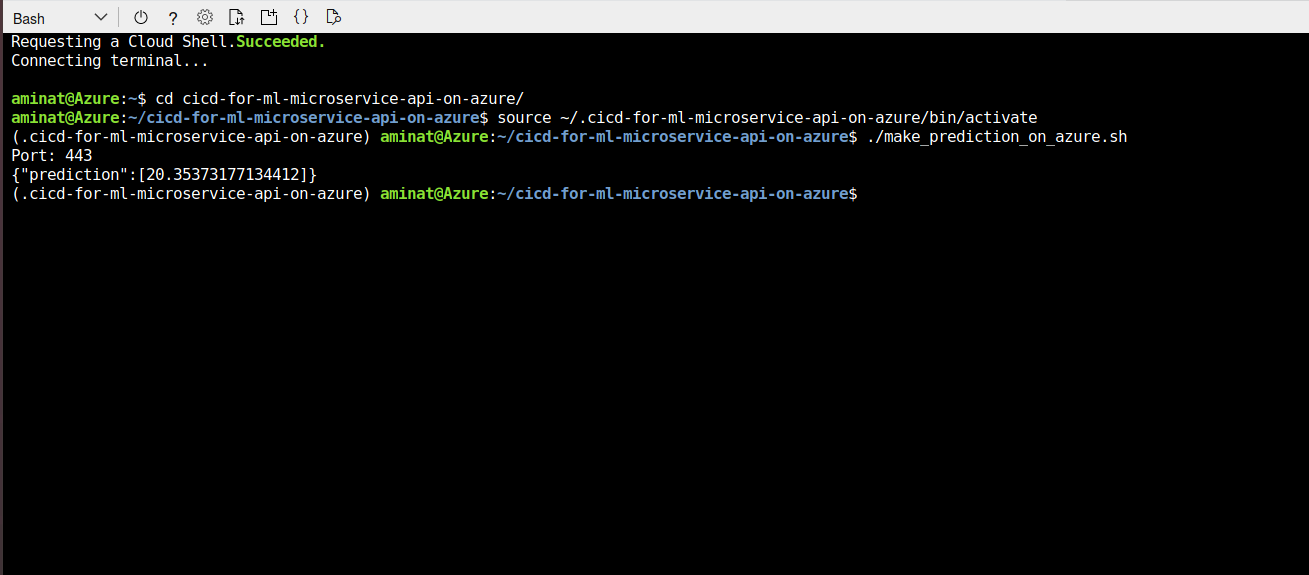 Bash
?
{}
Requesting a Cloud Shell.Succeeded.
Connecting terminal...
aminat@Azure:~$ cd cicd-for-ml-microservice-api-on-azure/
aminat@Azure:~/cicd-for-ml-microservice-api-on-azure$ source ~/.cicd-for-ml-microservice-api-on-azure/bin/activate
(.cicd-for-ml-microservice-api-on-azure) aminat@Azure:~/cicd-for-ml-microservice-api-on-azure$ ./make_prediction_on_azure.sh
Port: 443
{"prediction":[20.35373177134412]}
(.cicd-for-ml-microservice-api-on-azure) aminat@Azure:~/cicd-for-ml-microservice-api-on-azure$